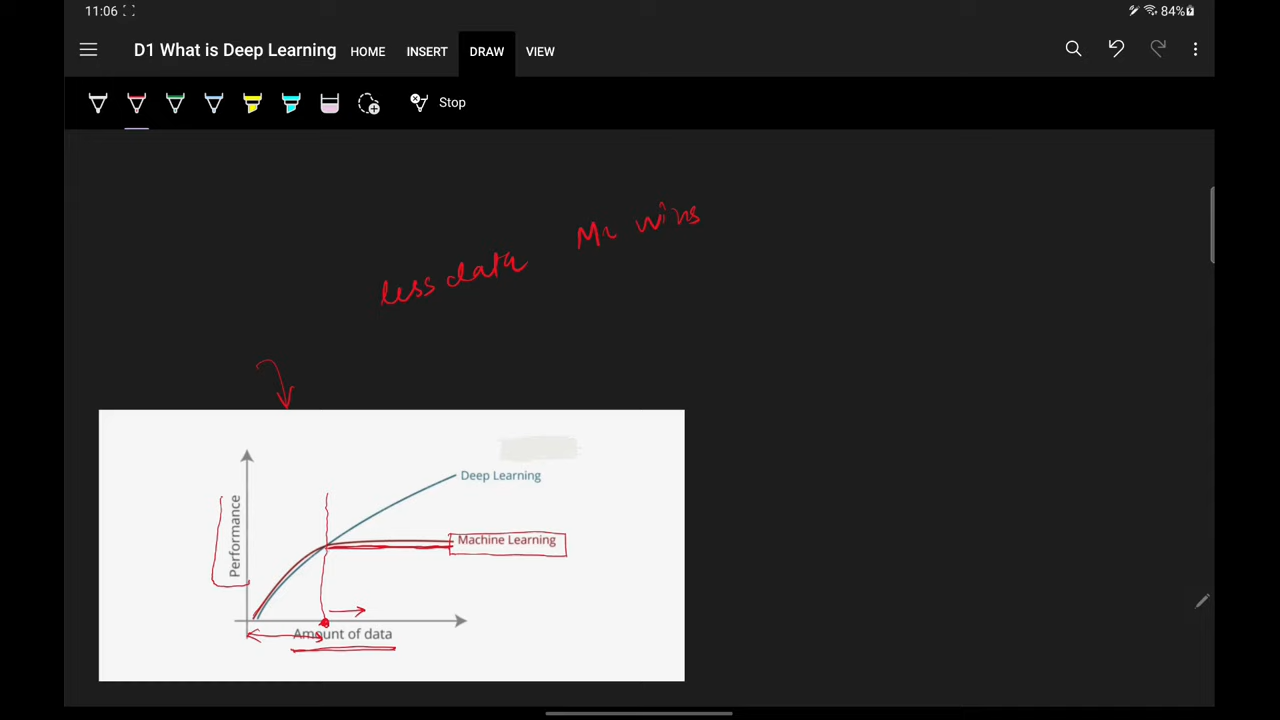 11:06
84%
D1 What is Deep Learning HOME INSERT DRAW VIEW
Stop
less data ML wins
Deep Learning
Machine Learning
Performance
Amount of data